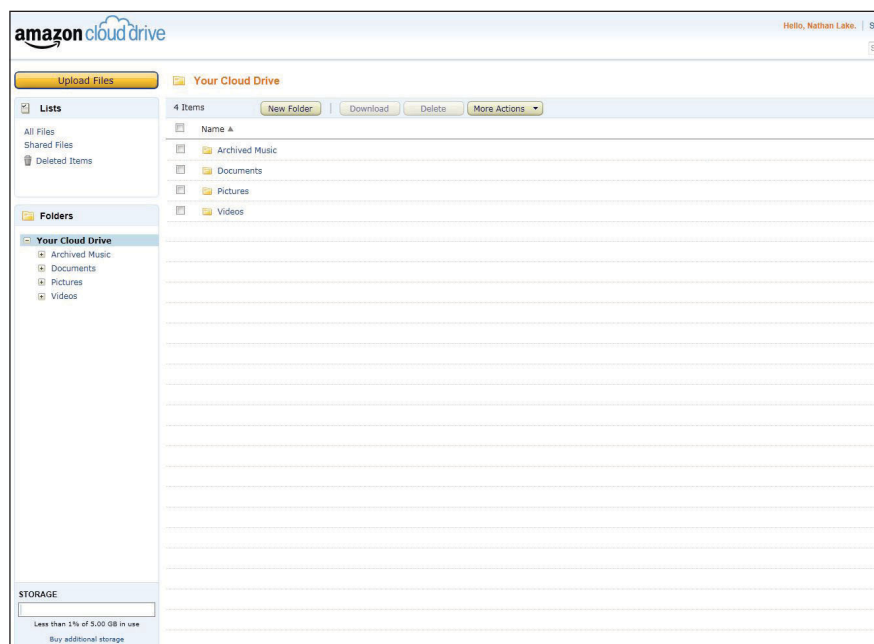 amazon cloud drive
Hello, Nathan Lake.
Upload Files
Your Cloud Drive
Lists
4 Items New Folder Download Delete More Actions
All Files
Shared Files
Deleted Items
Name
Archived Music
Documents
Pictures
Videos
Folders
Your Cloud Drive
Archived Music
Documents
Pictures
Videos
STORAGE
Less than 1% of 5.00 GB in use
Buy additional storage